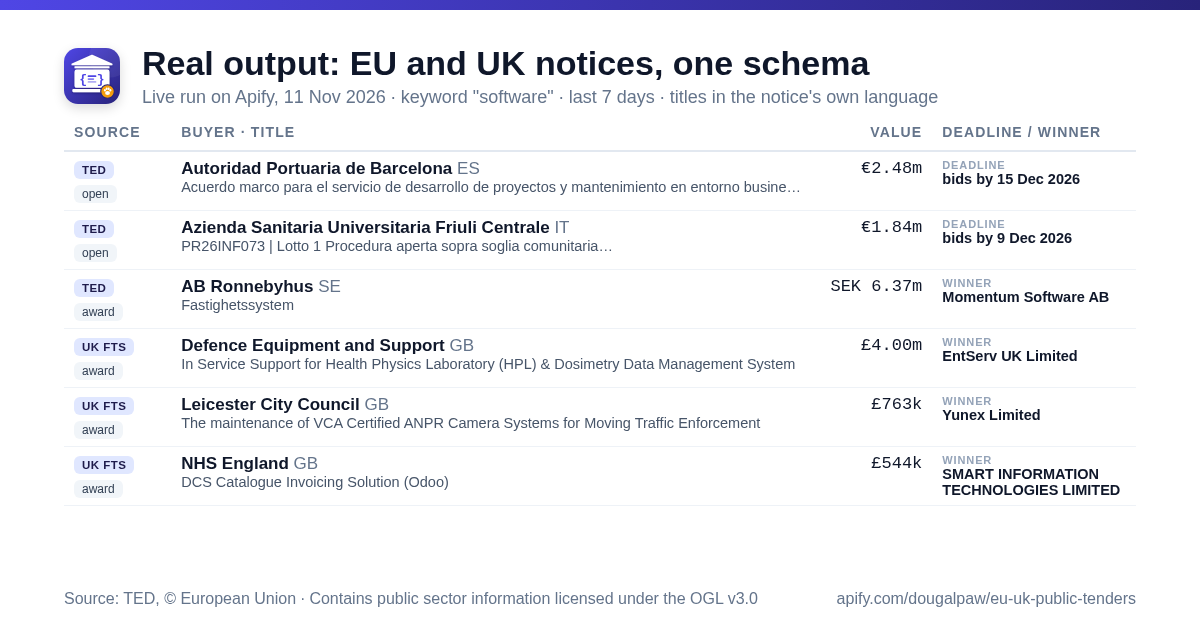 Real output: EU and UK notices, one schema
Live run on Apify, 11 Nov 2026 · keyword "software" · last 7 days · titles in the notice's own language
SOURCE BUYER · TITLE VALUE DEADLINE / WINNER
TED Autoridad Portuaria de Barcelona ES €2.48m DEADLINE
open Acuerdo marco para el servicio de desarrollo de proyectos y mantenimiento en entorno busine… bids by 15 Dec 2026
TED Azienda Sanitaria Universitaria Friuli Centrale IT €1.84m DEADLINE
open PR26INF073 | Lotto 1 Procedura aperta sopra soglia comunitaria… bids by 9 Dec 2026
TED AB Ronnebyhus SE SEK 6.37m WINNER
award Fastighetssystem Momentum Software AB
UK FTS Defence Equipment and Support GB £4.00m WINNER
award In Service Support for Health Physics Laboratory (HPL) & Dosimetry Data Management System EntServ UK Limited
UK FTS Leicester City Council GB £763k WINNER
award The maintenance of VCA Certified ANPR Camera Systems for Moving Traffic Enforcement Yunex Limited
UK FTS NHS England GB £544k WINNER
award DCS Catalogue Invoicing Solution (Odoo) SMART INFORMATION
TECHNOLOGIES LIMITED
Source: TED, © European Union · Contains public sector information licensed under the OGL v3.0 apify.com/dougalpaw/eu-uk-public-tenders